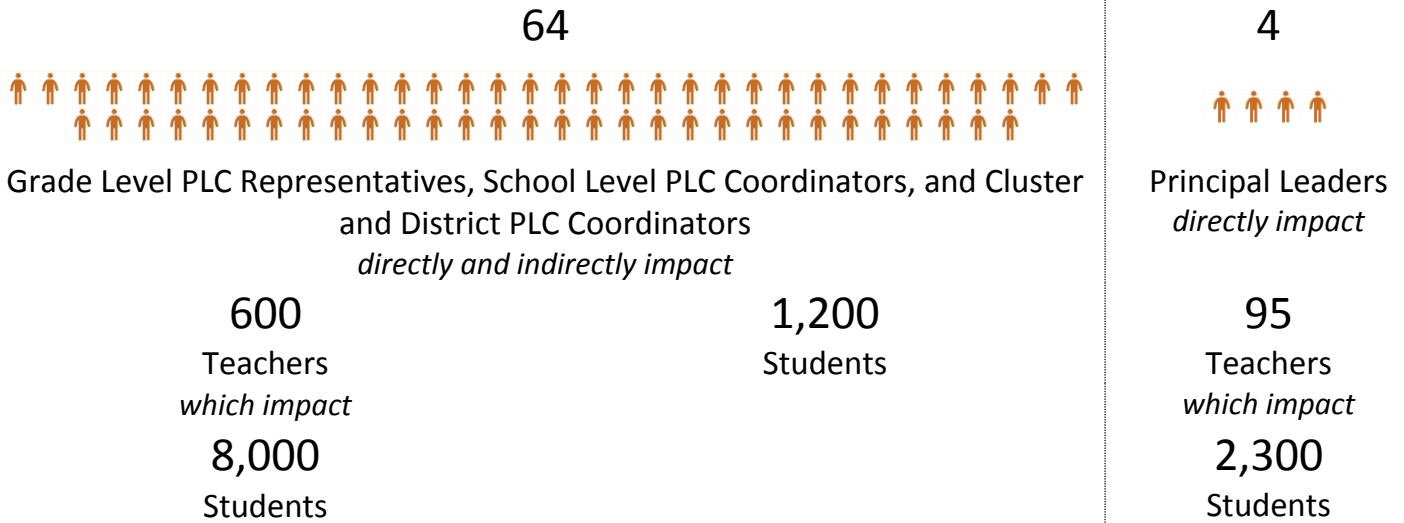 64
Grade Level PLC Representatives, School Level PLC Coordinators, and Cluster
and District PLC Coordinators
directly and indirectly impact
600
Teachers
which impact
8,000
Students
1,200
Students
4
Principal Leaders
directly impact
95
Teachers
which impact
2,300
Students